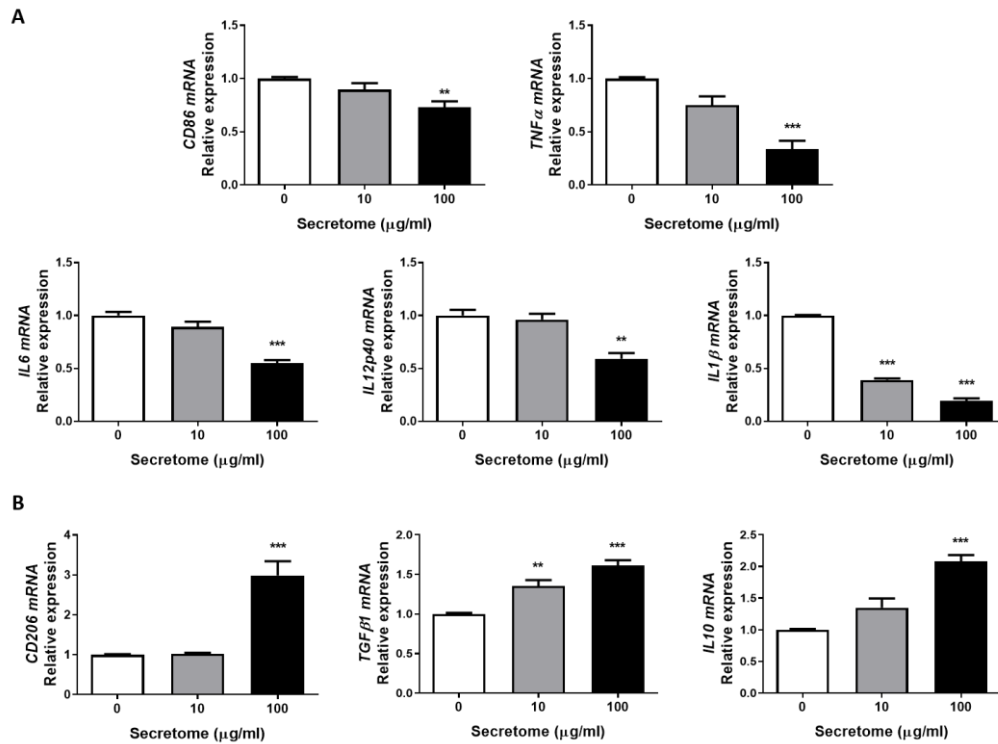 A
CD86 mRNA
Relative expression
1.5
1.0
0.5
0.0
**
0
10
100
Secretome (μg/ml)
TNFα mRNA
Relative expression
1.5
1.0
0.5
0.0
***
0
10
100
Secretome (μg/ml)
IL6 mRNA
Relative expression
1.5
1.0
0.5
0.0
***
0
10
100
Secretome (μg/ml)
IL12p40 mRNA
Relative expression
1.5
1.0
0.5
0.0
**
0
10
100
Secretome (μg/ml)
IL1β mRNA
Relative expression
1.5
1.0
0.5
0.0
***
***
0
10
100
Secretome (μg/ml)
B
CD206 mRNA
Relative expression
4
3
2
1
0
***
0
10
100
Secretome (μg/ml)
TGFβ1 mRNA
Relative expression
2.0
1.5
1.0
0.5
0.0
**
***
0
10
100
Secretome (μg/ml)
IL10 mRNA
Relative expression
2.5
2.0
1.5
1.0
0.5
0.0
***
0
10
100
Secretome (μg/ml)